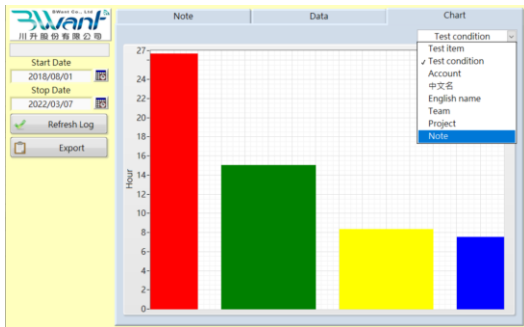 BWant Co., Ltd
BWant
川升股份有限公司
Start Date
2018/08/01
Stop Date
2022/03/07
Refresh Log
Export
Note
Data
Chart
Test condition
Test item
✓ Test condition
Account
中文名
English name
Team
Project
Note
Hour
27
24
22
20
18
16
14
12
10
8
6
4
2
0